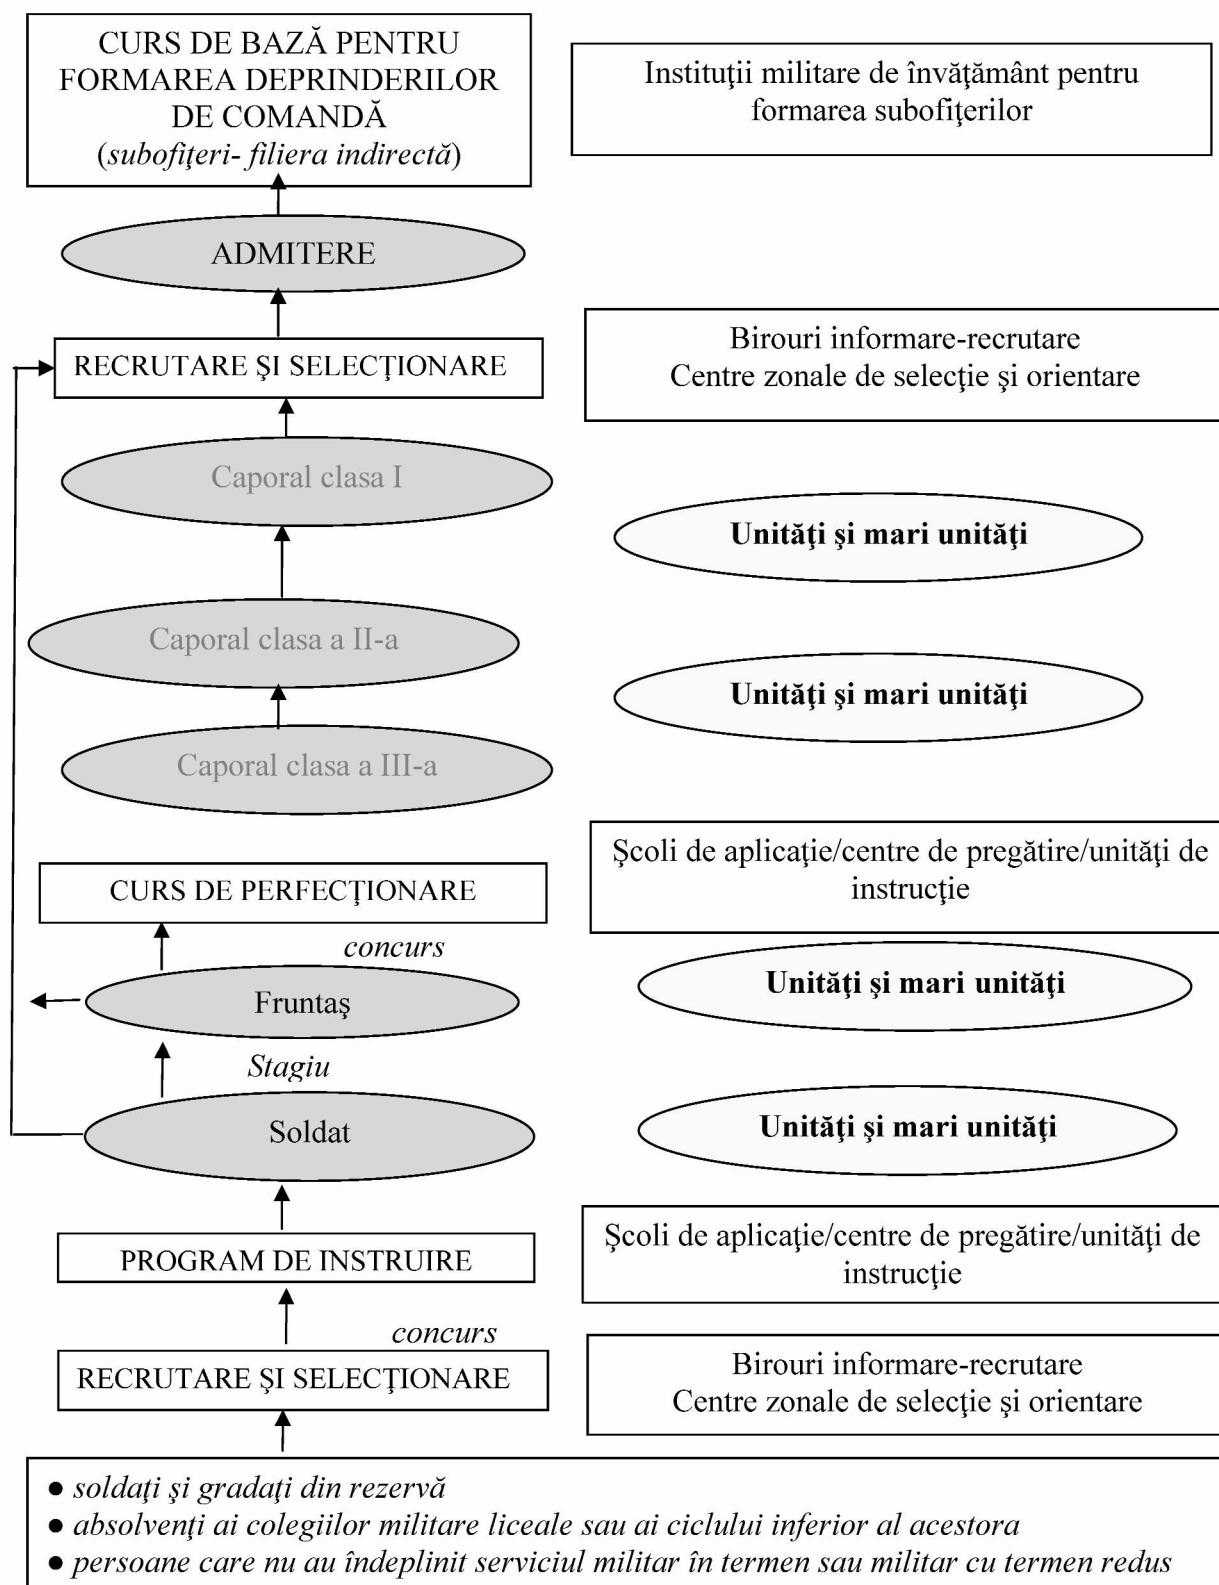 CURS DE BAZĂ PENTRU
FORMAREA DEPRINDERILOR
DE COMANDĂ
(subofiţeri- filiera indirectă)
Instituţii militare de învăţământ pentru
formarea subofiţerilor
ADMITERE
RECRUTARE ŞI SELECŢIONARE
Birouri informare-recrutare
Centre zonale de selecţie şi orientare
Caporal clasa I
Unităţi şi mari unităţi
Caporal clasa a II-a
Unităţi şi mari unităţi
Caporal clasa a III-a
Şcoli de aplicaţie/centre de pregătire/unităţi de
instrucţie
CURS DE PERFECŢIONARE
concurs
Fruntaş
Unităţi şi mari unităţi
Stagiu
Soldat
Unităţi şi mari unităţi
PROGRAM DE INSTRUIRE
Şcoli de aplicaţie/centre de pregătire/unităţi de
instrucţie
concurs
RECRUTARE ŞI SELECŢIONARE
Birouri informare-recrutare
Centre zonale de selecţie şi orientare
● soldaţi şi gradaţi din rezervă
● absolvenţi ai colegiilor militare liceale sau ai ciclului inferior al acestora
● persoane care nu au îndeplinit serviciul militar în termen sau militar cu termen redus